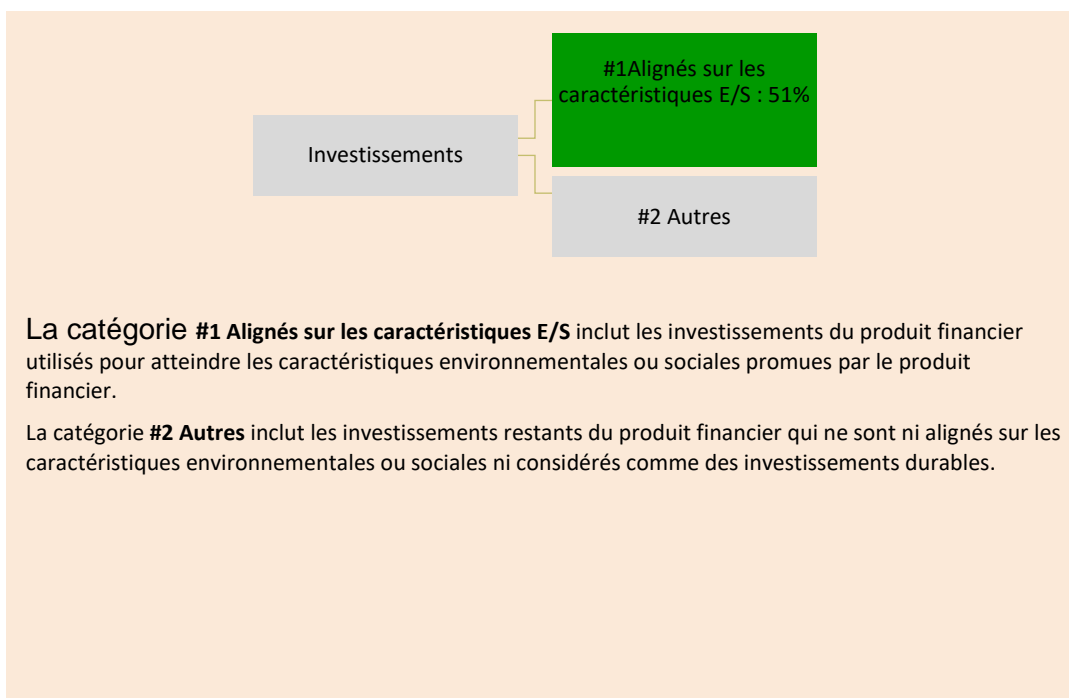 #1Alignés sur les
caractéristiques E/S : 51%
Investissements
#2 Autres
La catégorie #1 Alignés sur les caractéristiques E/S inclut les investissements du produit financier
utilisés pour atteindre les caractéristiques environnementales ou sociales promues par le produit
financier.
La catégorie #2 Autres inclut les investissements restants du produit financier qui ne sont ni alignés sur les
caractéristiques environnementales ou sociales ni considérés comme des investissements durables.